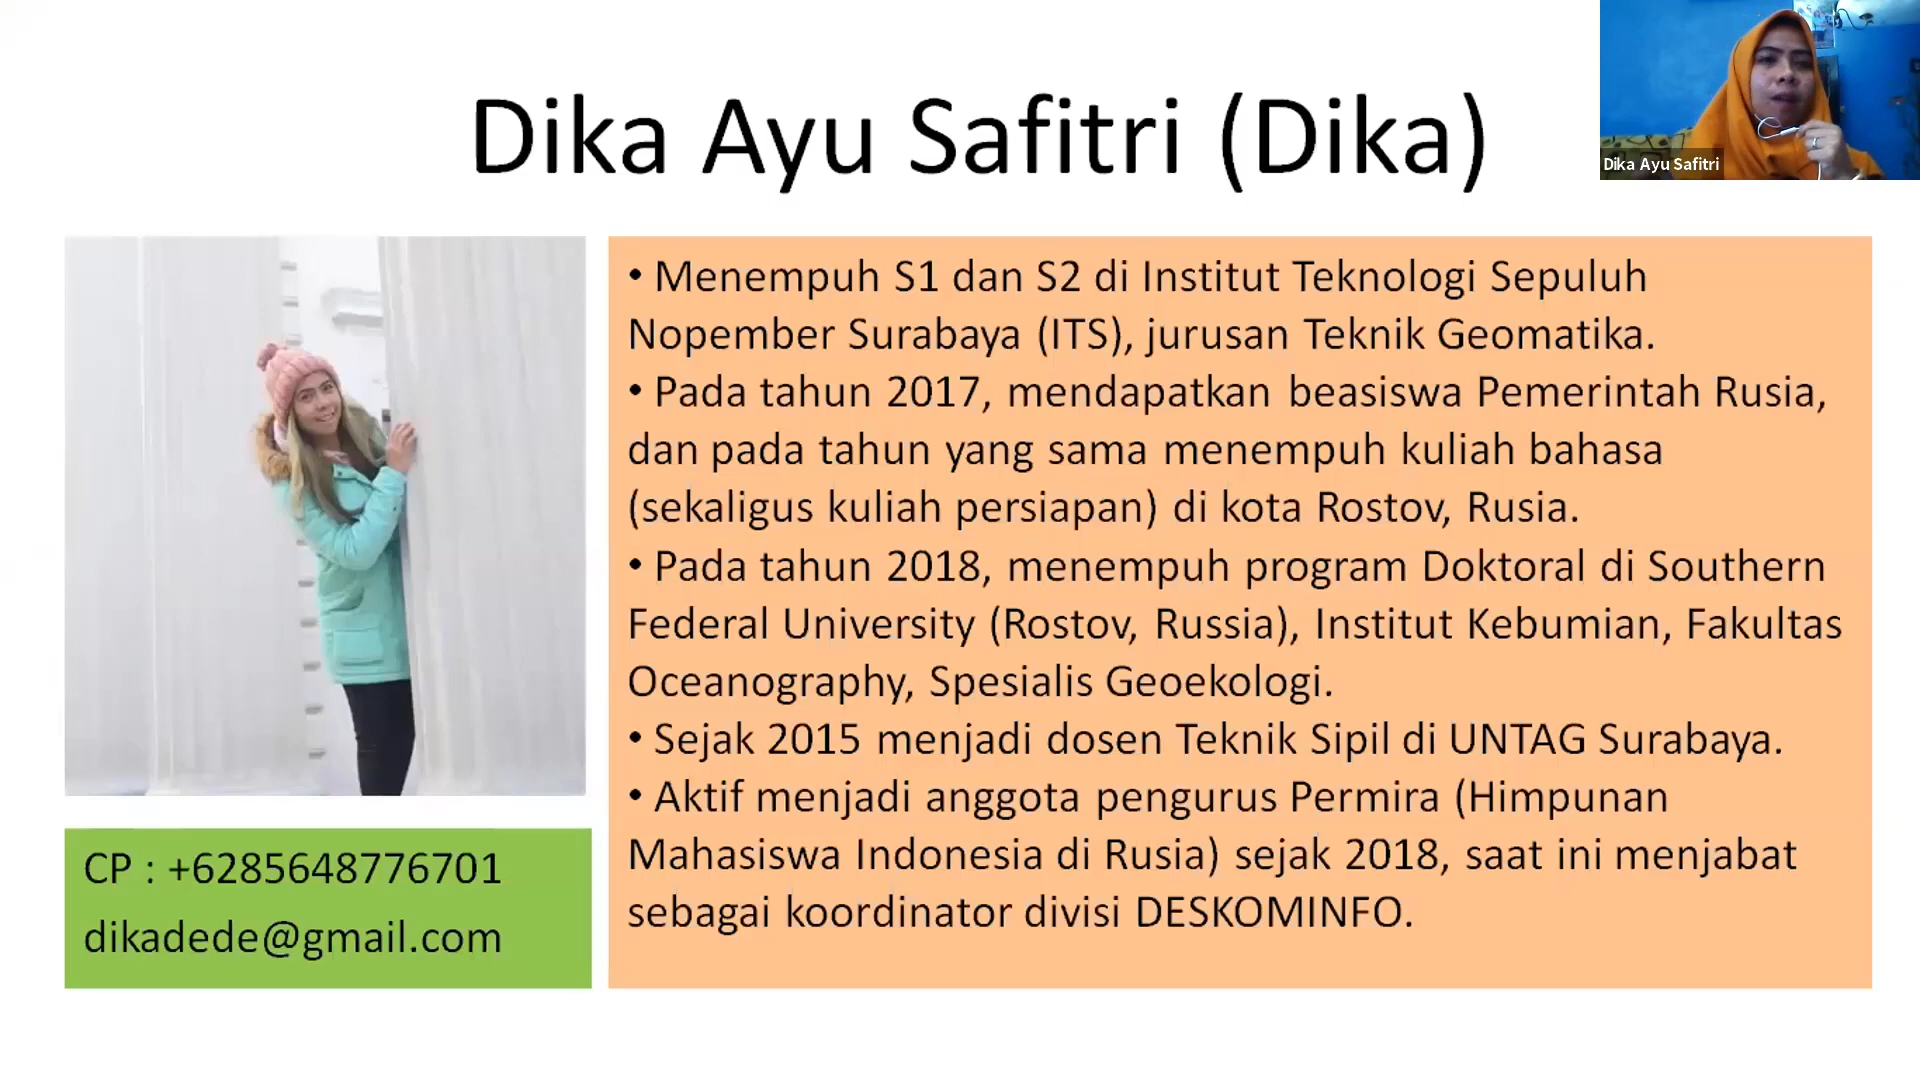 Dika Ayu Safitri (Dika)
Dika Ayu Safitri
• Menempuh S1 dan S2 di Institut Teknologi Sepuluh
Nopember Surabaya (ITS), jurusan Teknik Geomatika.
• Pada tahun 2017, mendapatkan beasiswa Pemerintah Rusia,
dan pada tahun yang sama menempuh kuliah bahasa
(sekaligus kuliah persiapan) di kota Rostov, Rusia.
• Pada tahun 2018, menempuh program Doktoral di Southern
Federal University (Rostov, Russia), Institut Kebumian, Fakultas
Oceanography, Spesialis Geoekologi.
• Sejak 2015 menjadi dosen Teknik Sipil di UNTAG Surabaya.
• Aktif menjadi anggota pengurus Permira (Himpunan
Mahasiswa Indonesia di Rusia) sejak 2018, saat ini menjabat
sebagai koordinator divisi DESKOMINFO.
CP : +6285648776701
dikadede@gmail.com